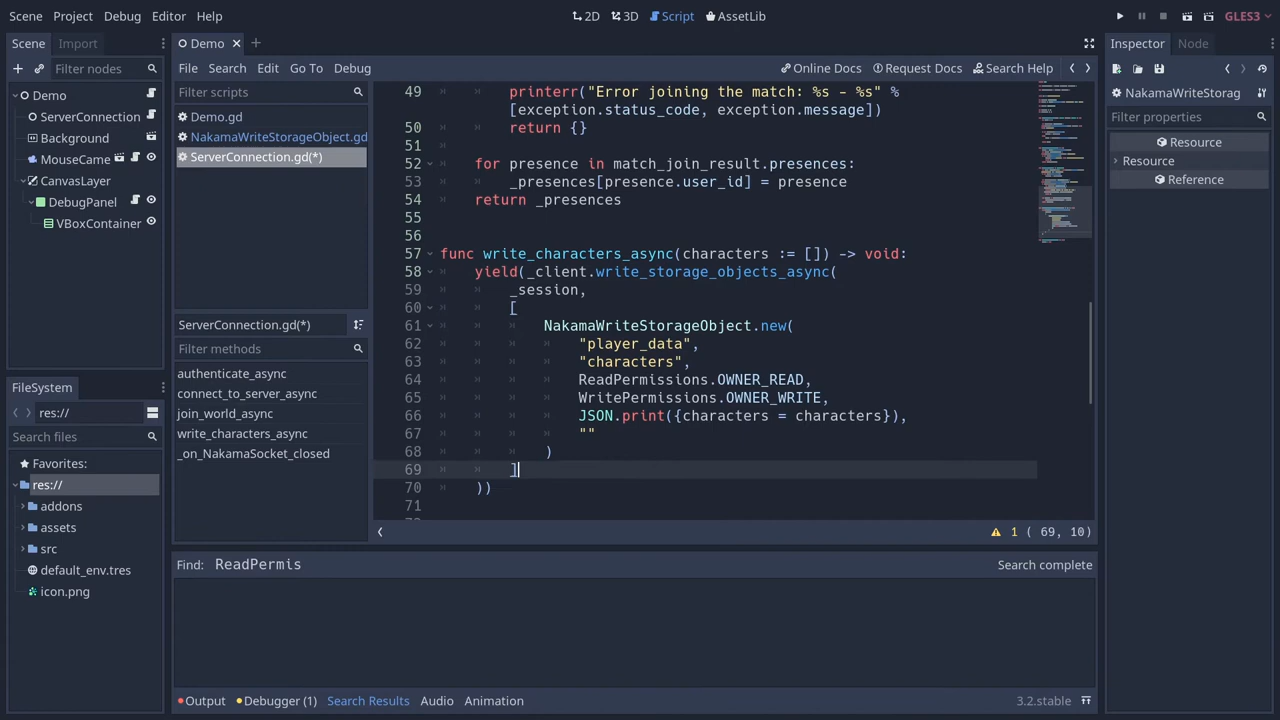 Scene Project Debug Editor Help
2D 3D Script AssetLib
GLES3
Scene Import
Filter nodes
Demo
ServerConnection
Background
MouseCame
CanvasLayer
DebugPanel
VBoxContainer
FileSystem
res://
Search files
Favorites:
res://
addons
assets
src
default_env.tres
icon.png
Demo
File Search Edit Go To Debug
Online Docs Request Docs Search Help
Filter scripts
Demo.gd
NakamaWriteStorageObject.gd
ServerConnection.gd(*)
ServerConnection.gd(*)
Filter methods
authenticate_async
connect_to_server_async
join_world_async
write_characters_async
_on_NakamaSocket_closed
49 printerr("Error joining the match: %s - %s" %
[exception.status_code, exception.message])
50 return {}
51
52 for presence in match_join_result.presences:
53 _presences[presence.user_id] = presence
54 return _presences
55
56
57 func write_characters_async(characters := []) -> void:
58 yield(_client.write_storage_objects_async(
59 _session,
60 [
61 NakamaWriteStorageObject.new(
62 "player_data",
63 "characters",
64 ReadPermissions.OWNER_READ,
65 WritePermissions.OWNER_WRITE,
66 JSON.print({characters = characters}),
67 ""
68 )
69 ]
70 ))
71
1 ( 69, 10)
Find: ReadPermis
Search complete
Output Debugger (1) Search Results Audio Animation
3.2.stable
Inspector Node
NakamaWriteStorag
Filter properties
Resource
Resource
Reference